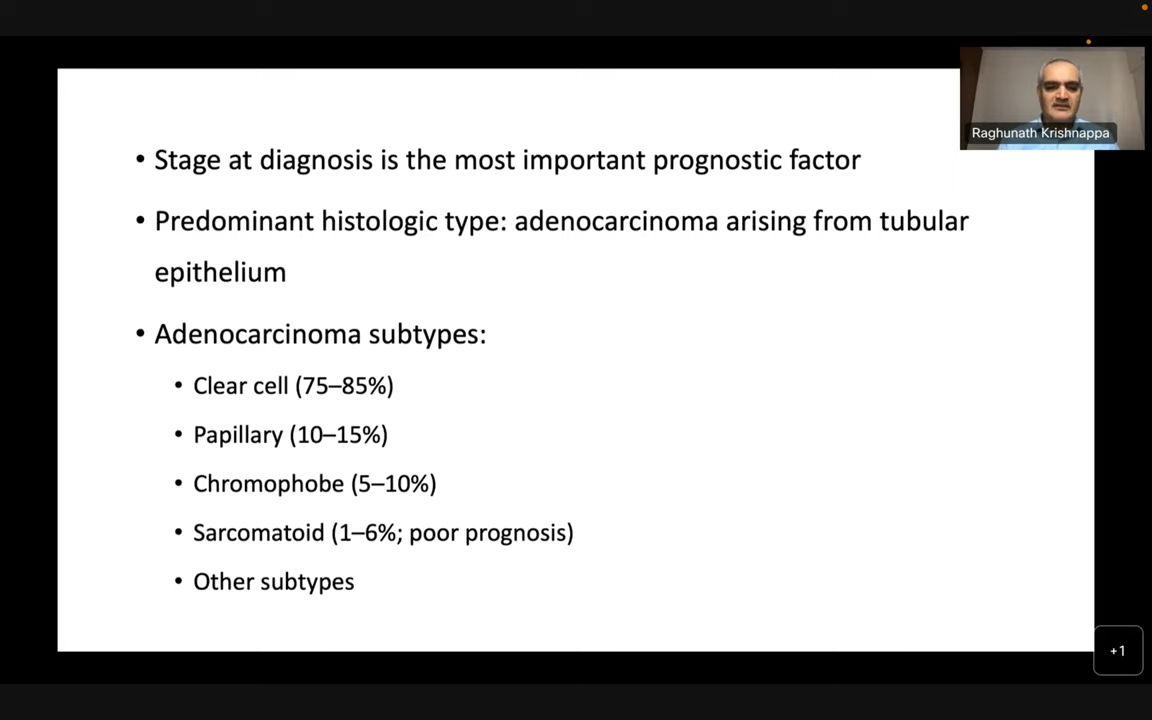 Raghunath Krishnappa
• Stage at diagnosis is the most important prognostic factor
• Predominant histologic type: adenocarcinoma arising from tubular
epithelium
• Adenocarcinoma subtypes:
• Clear cell (75–85%)
• Papillary (10–15%)
• Chromophobe (5–10%)
• Sarcomatoid (1–6%; poor prognosis)
• Other subtypes
+1